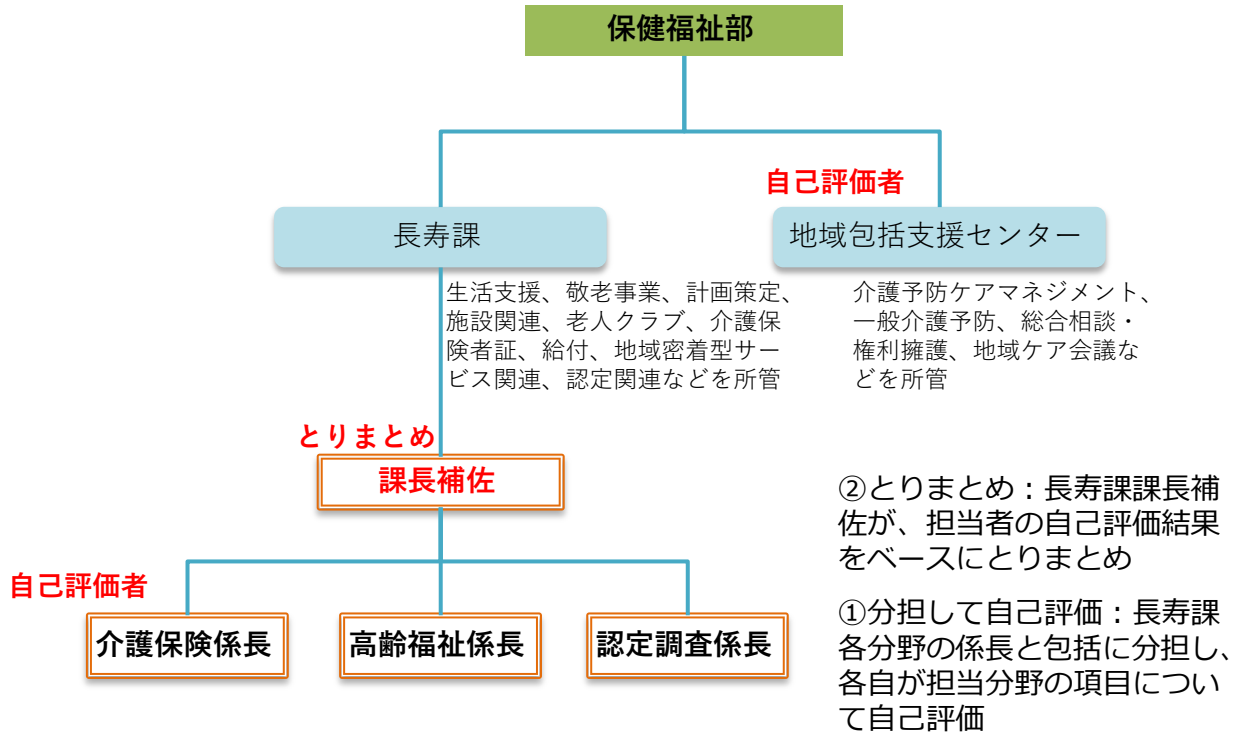 保健福祉部
自己評価者
長寿課
地域包括支援センター
生活支援、敬老事業、計画策定、
施設関連、老人クラブ、介護保
険者証、給付、地域密着型サー
ビス関連、認定関連などを所管
介護予防ケアマネジメント、
一般介護予防、総合相談・
権利擁護、地域ケア会議な
どを所管
とりまとめ
課長補佐
②とりまとめ：長寿課課長補
佐が、担当者の自己評価結果
をベースにとりまとめ
自己評価者
介護保険係長
高齢福祉係長
認定調査係長
①分担して自己評価：長寿課
各分野の係長と包括に分担し、
各自が担当分野の項目につい
て自己評価